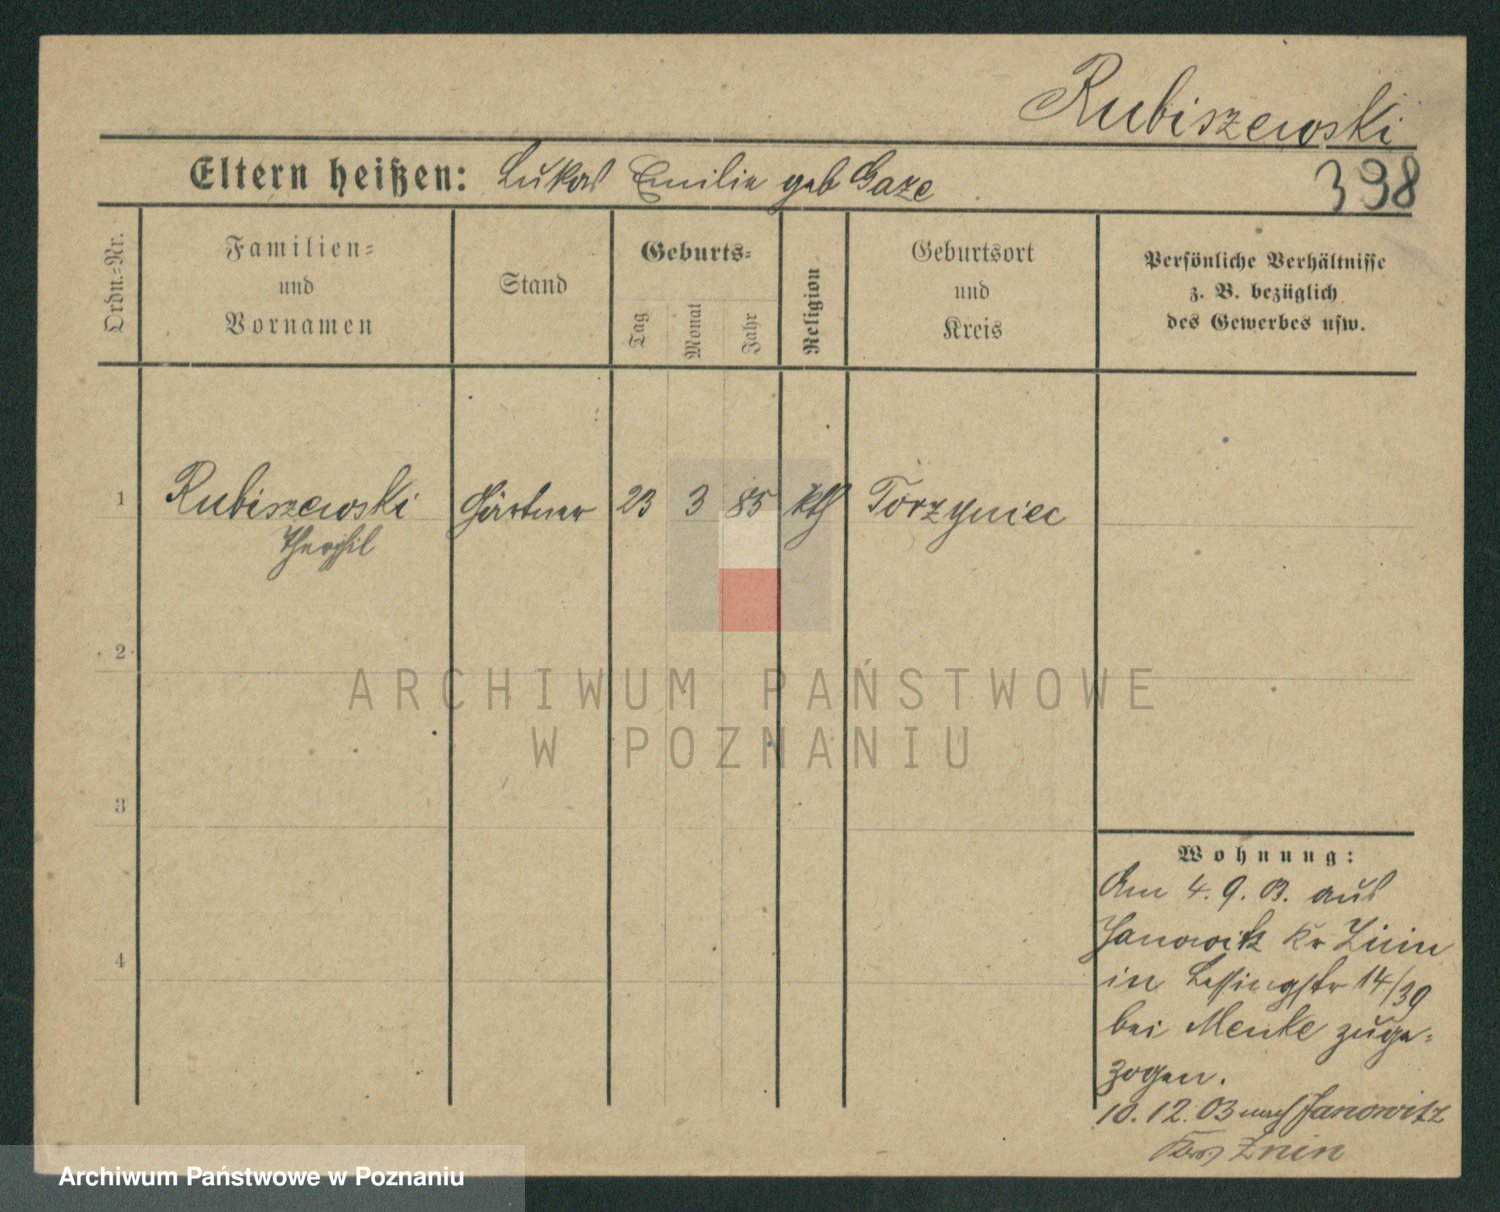 Rubiszewski
Eltern heißen: Lukas Emilie geb Gaze
398
Ordn.=Nr.
Familien=
und
Vornamen
Stand
Geburts=
Tag
Monat
Jahr
Religion
Geburtsort
und
Kreis
Persönliche Verhältnisse
z. B. bezüglich
des Gewerbes usw.
1
Rubiszewski
Theophil
Gärtner
23
3
85
kth
Torzyniec
2
3
4
ARCHIWUM PAŃSTWOWE
W POZNANIU
Wohnung:
Am 4. 9. 03. aus
Janowitz Kr Znin
in Lessingstr 14/39
bei Menke zuge=
zogen.
10. 12. 03 nach Janowitz
Znin
Archiwum Państwowe w Poznaniu